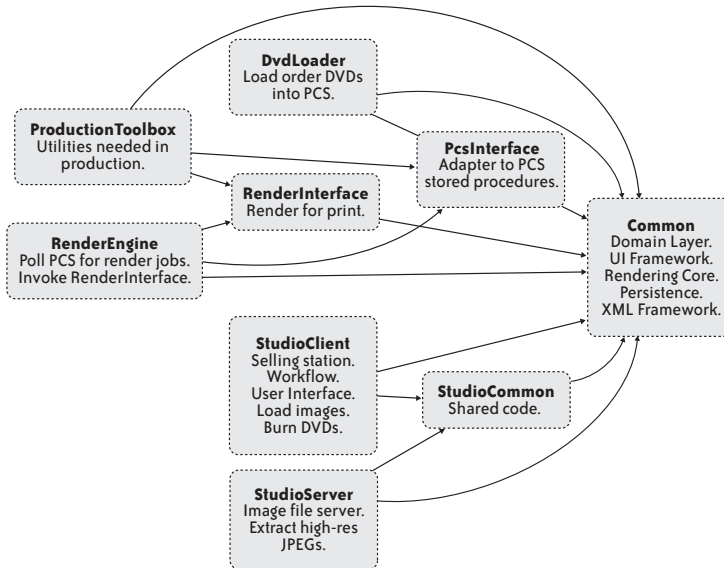 DvdLoader
Load order DVDs
into PCS.
ProductionToolbox
Utilities needed in
production.
PcsInterface
Adapter to PCS
stored procedures.
RenderInterface
Render for print.
RenderEngine
Poll PCS for render jobs.
Invoke RenderInterface.
Common
Domain Layer.
UI Framework.
Rendering Core.
Persistence.
XML Framework.
StudioClient
Selling station.
Workflow.
User Interface.
Load images.
Burn DVDs.
StudioCommon
Shared code.
StudioServer
Image file server.
Extract high-res
JPEGs.